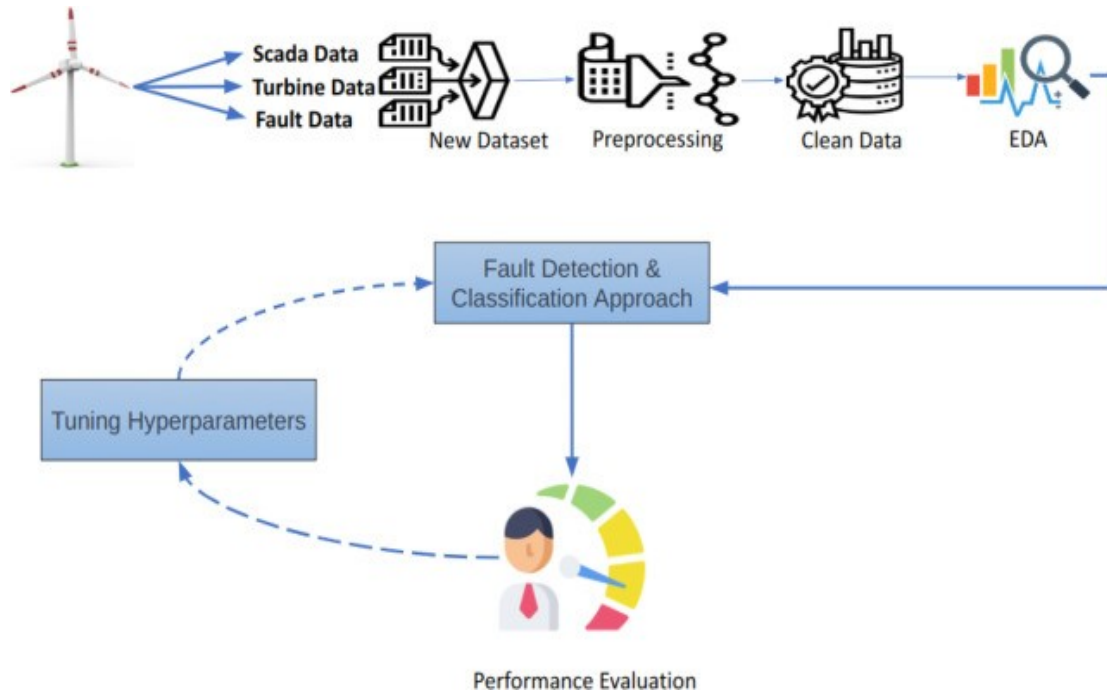 Scada Data
Turbine Data
Fault Data
New Dataset
Preprocessing
Clean Data
EDA
Fault Detection &
Classification Approach
Tuning Hyperparameters
Performance Evaluation